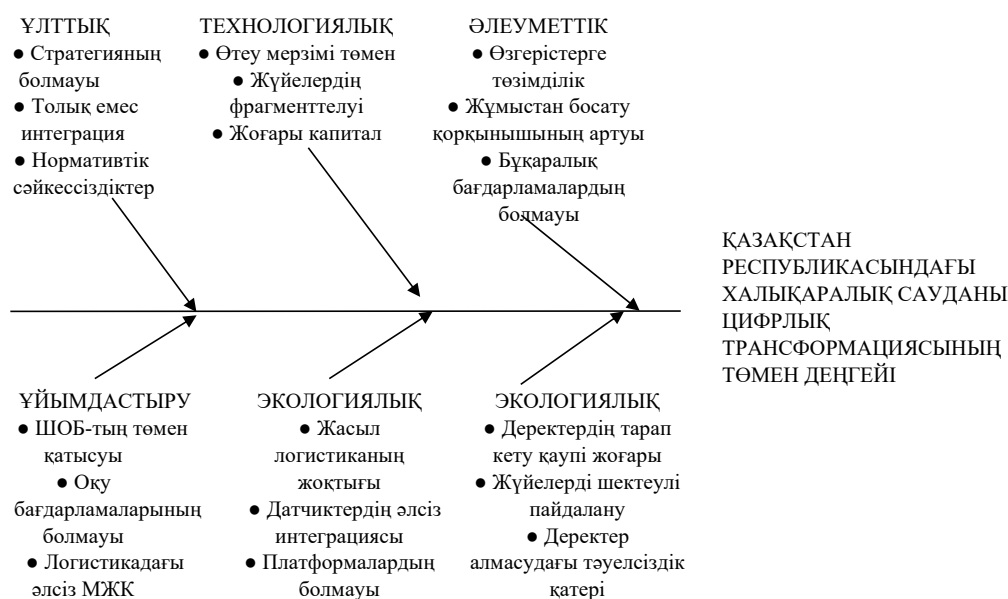 ҰЛТТЫҚ
● Стратегияның
болмауы
● Толық емес
интеграция
● Нормативтік
сәйкессіздіктер
ТЕХНОЛОГИЯЛЫҚ
● Өтеу мерзімі төмен
● Жүйелердің
фрагменттелуі
● Жоғары капитал
ӘЛЕУМЕТТІК
● Өзгерістерге
төзімділік
● Жұмыстан босату
қорқынышының артуы
● Бұқаралық
бағдарламалардың
болмауы
ҚАЗАҚСТАН
РЕСПУБЛИКАСЫНДАҒЫ
ХАЛЫҚАРАЛЫҚ САУДАНЫ
ЦИФРЛЫҚ
ТРАНСФОРМАЦИЯСЫНЫҢ
ТӨМЕН ДЕҢГЕЙІ
ҰЙЫМДАСТЫРУ
● ШОБ-тың төмен
қатысуы
● Оқу
бағдарламаларының
болмауы
● Логистикадағы
әлсіз МЖК
ЭКОЛОГИЯЛЫҚ
● Жасыл
логистиканың
жоқтығы
● Датчиктердің әлсіз
интеграциясы
● Платформалардың
болмауы
ЭКОЛОГИЯЛЫҚ
● Деректердің тарап
кету қаупі жоғары
● Жүйелерді шектеулі
пайдалану
● Деректер
алмасудағы тәуелсіздік
қатері